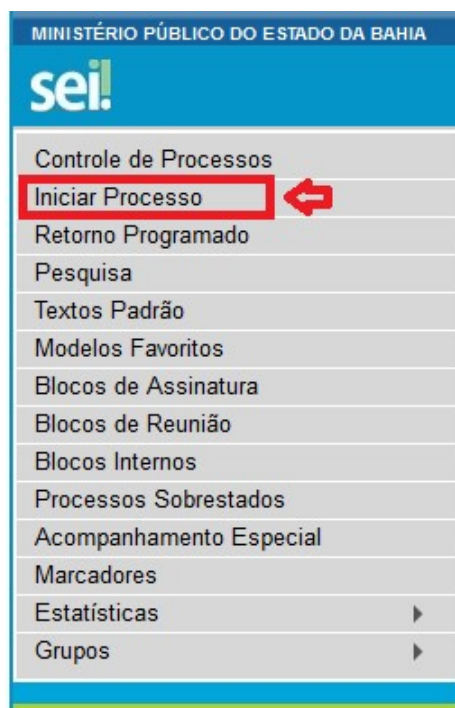 MINISTÉRIO PÚBLICO DO ESTADO DA BAHIA
sei!
Controle de Processos
Iniciar Processo
Retorno Programado
Pesquisa
Textos Padrão
Modelos Favoritos
Blocos de Assinatura
Blocos de Reunião
Blocos Internos
Processos Sobrestados
Acompanhamento Especial
Marcadores
Estatísticas
Grupos